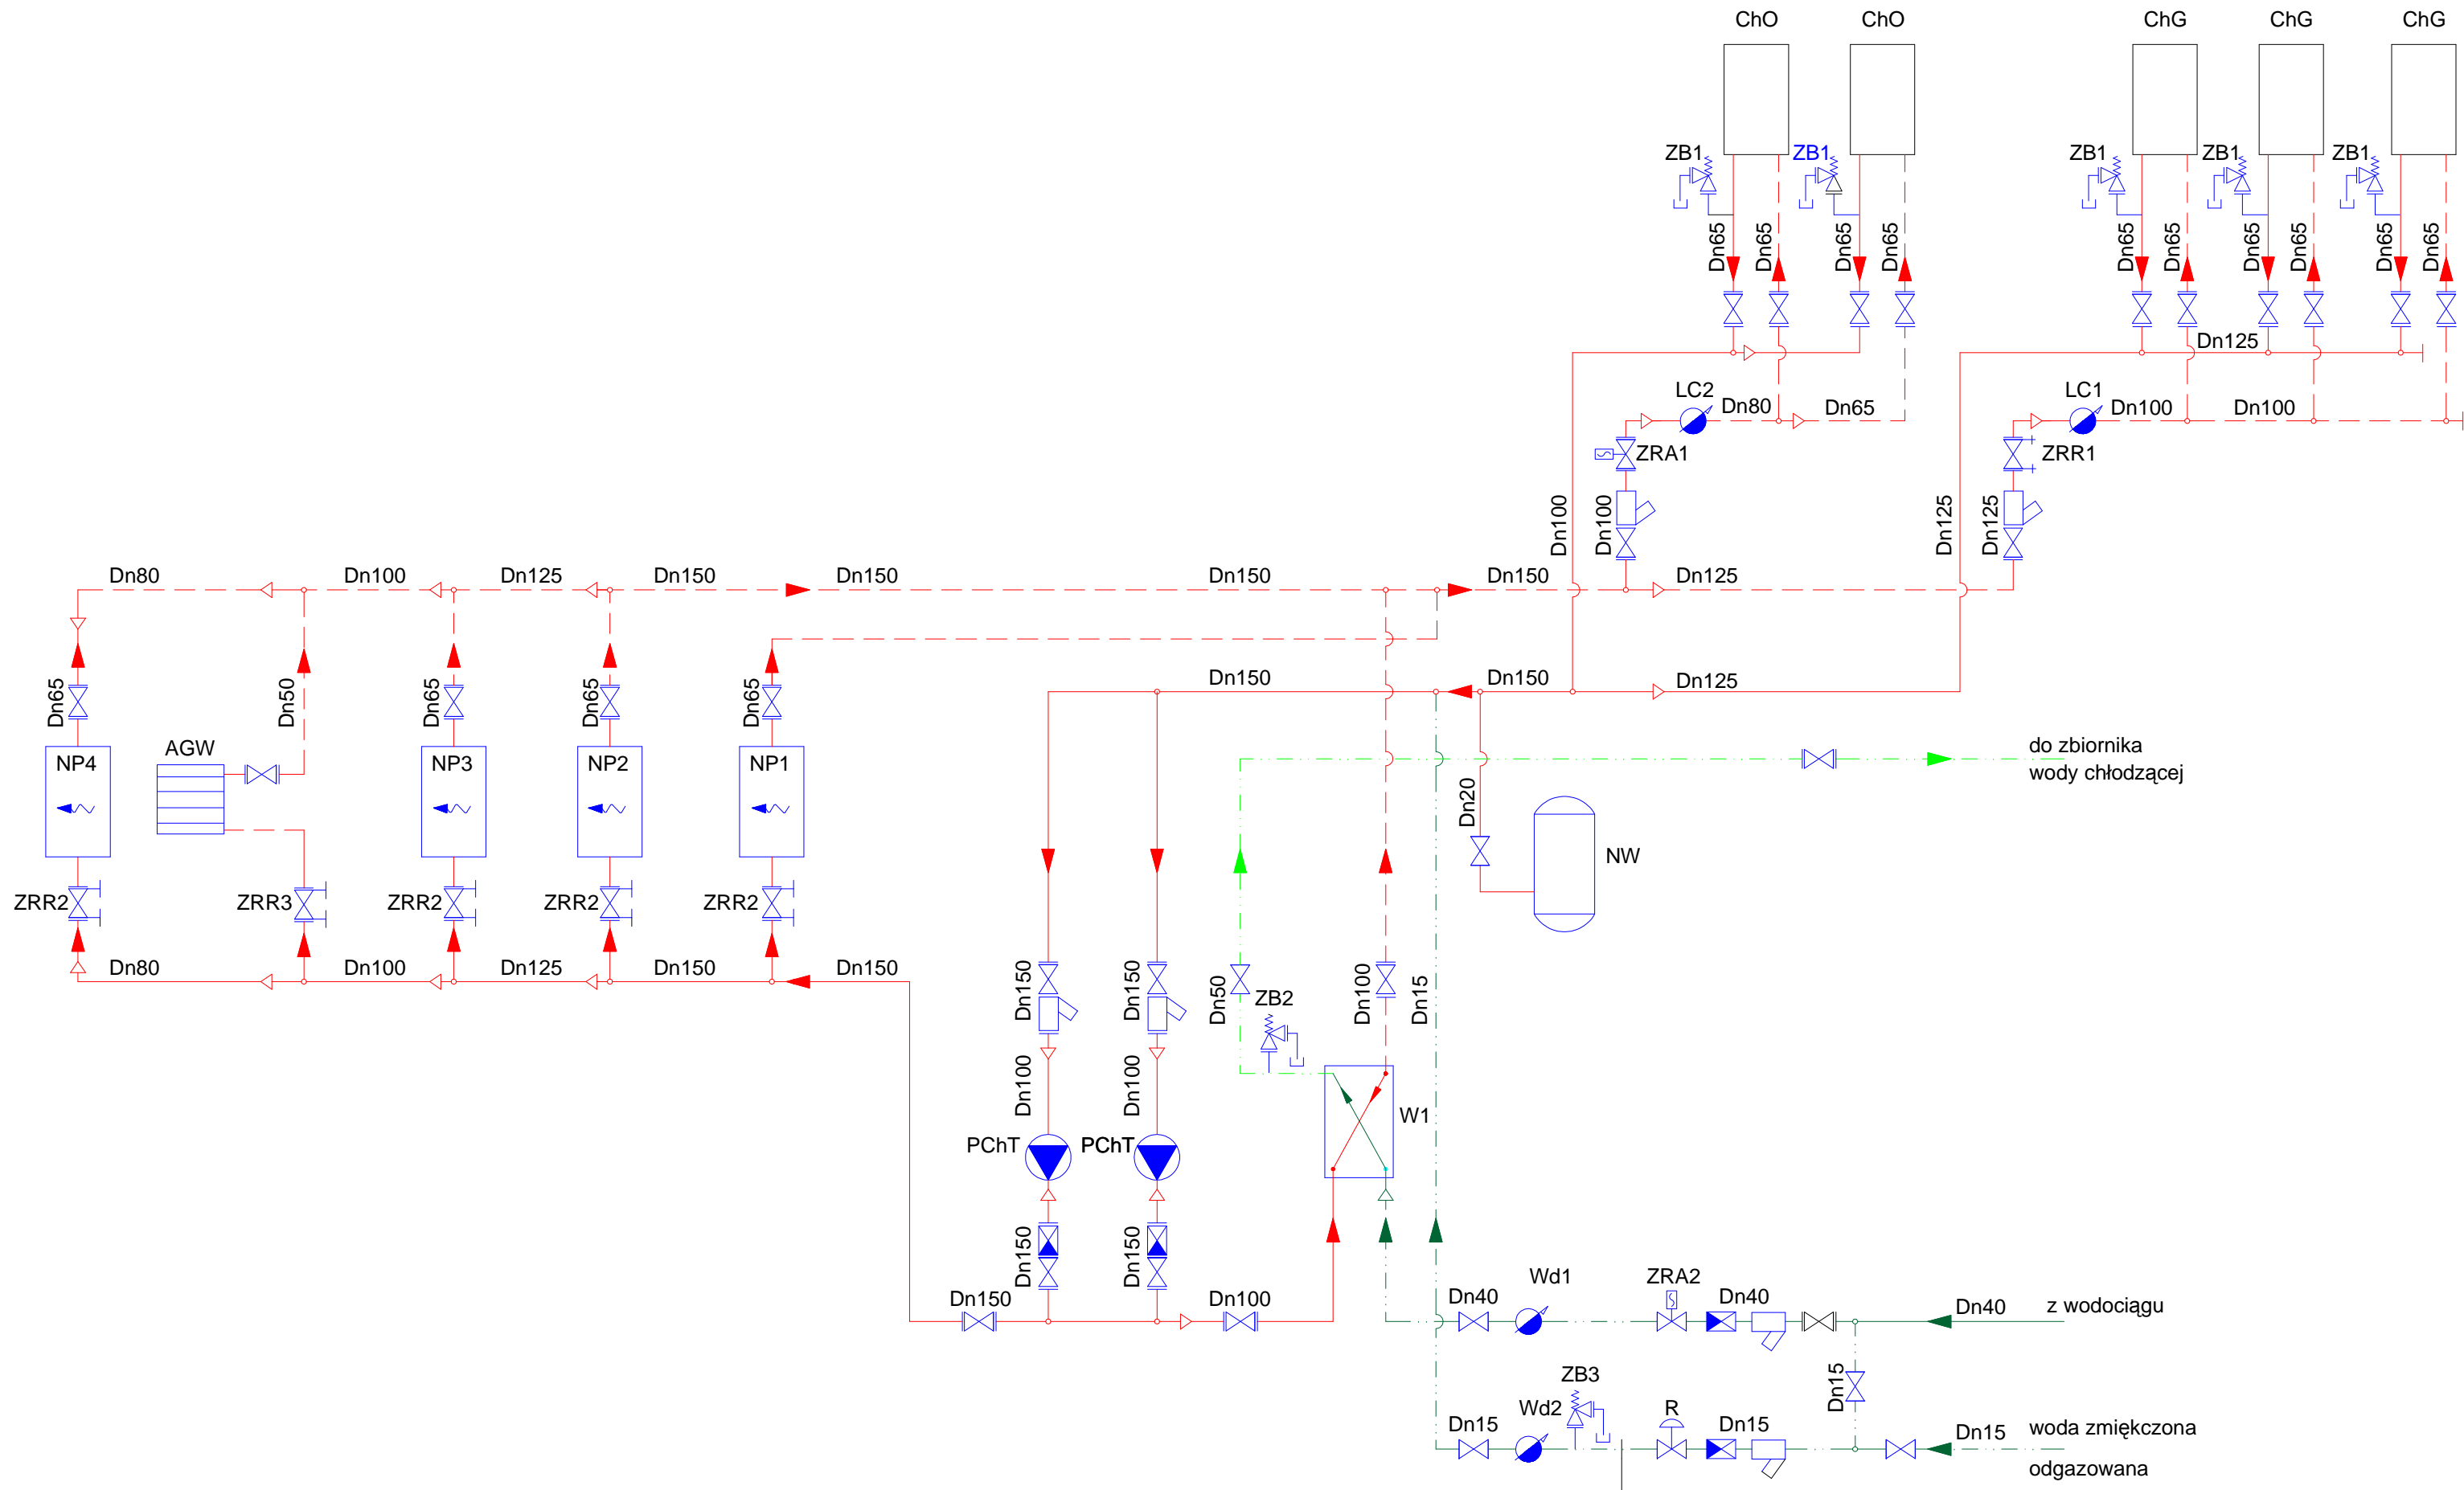 ChO ChO ChG ChG ChG
ZB1 ZB1 ZB1 ZB1 ZB1
Dn65 Dn65 Dn65 Dn65 Dn65 Dn65 Dn65 Dn65 Dn65 Dn65
Dn125
LC2 Dn80 Dn65 LC1 Dn100 Dn100
ZRA1 ZRR1
Dn100 Dn100 Dn125 Dn125
Dn80 Dn100 Dn125 Dn150 Dn150 Dn150 Dn150 Dn125
Dn65 Dn50 Dn65 Dn65 Dn65 Dn150 Dn150 Dn125
AGW do zbiornika
NP4 NP3 NP2 NP1 wody chłodzącej
Dn20
NW
ZRR2 ZRR3 ZRR2 ZRR2 ZRR2
Dn80 Dn100 Dn125 Dn150 Dn150
Dn150 Dn150 Dn50 ZB2 Dn100 Dn15
Dn100 Dn100
W1
PChT PChT
Dn150 Dn150
Wd1 ZRA2
Dn150 Dn100 Dn40 Dn40 Dn40 z wodociągu
ZB3 Dn15
Wd2 R
Dn15 Dn15 Dn15 woda zmiękczona
odgazowana